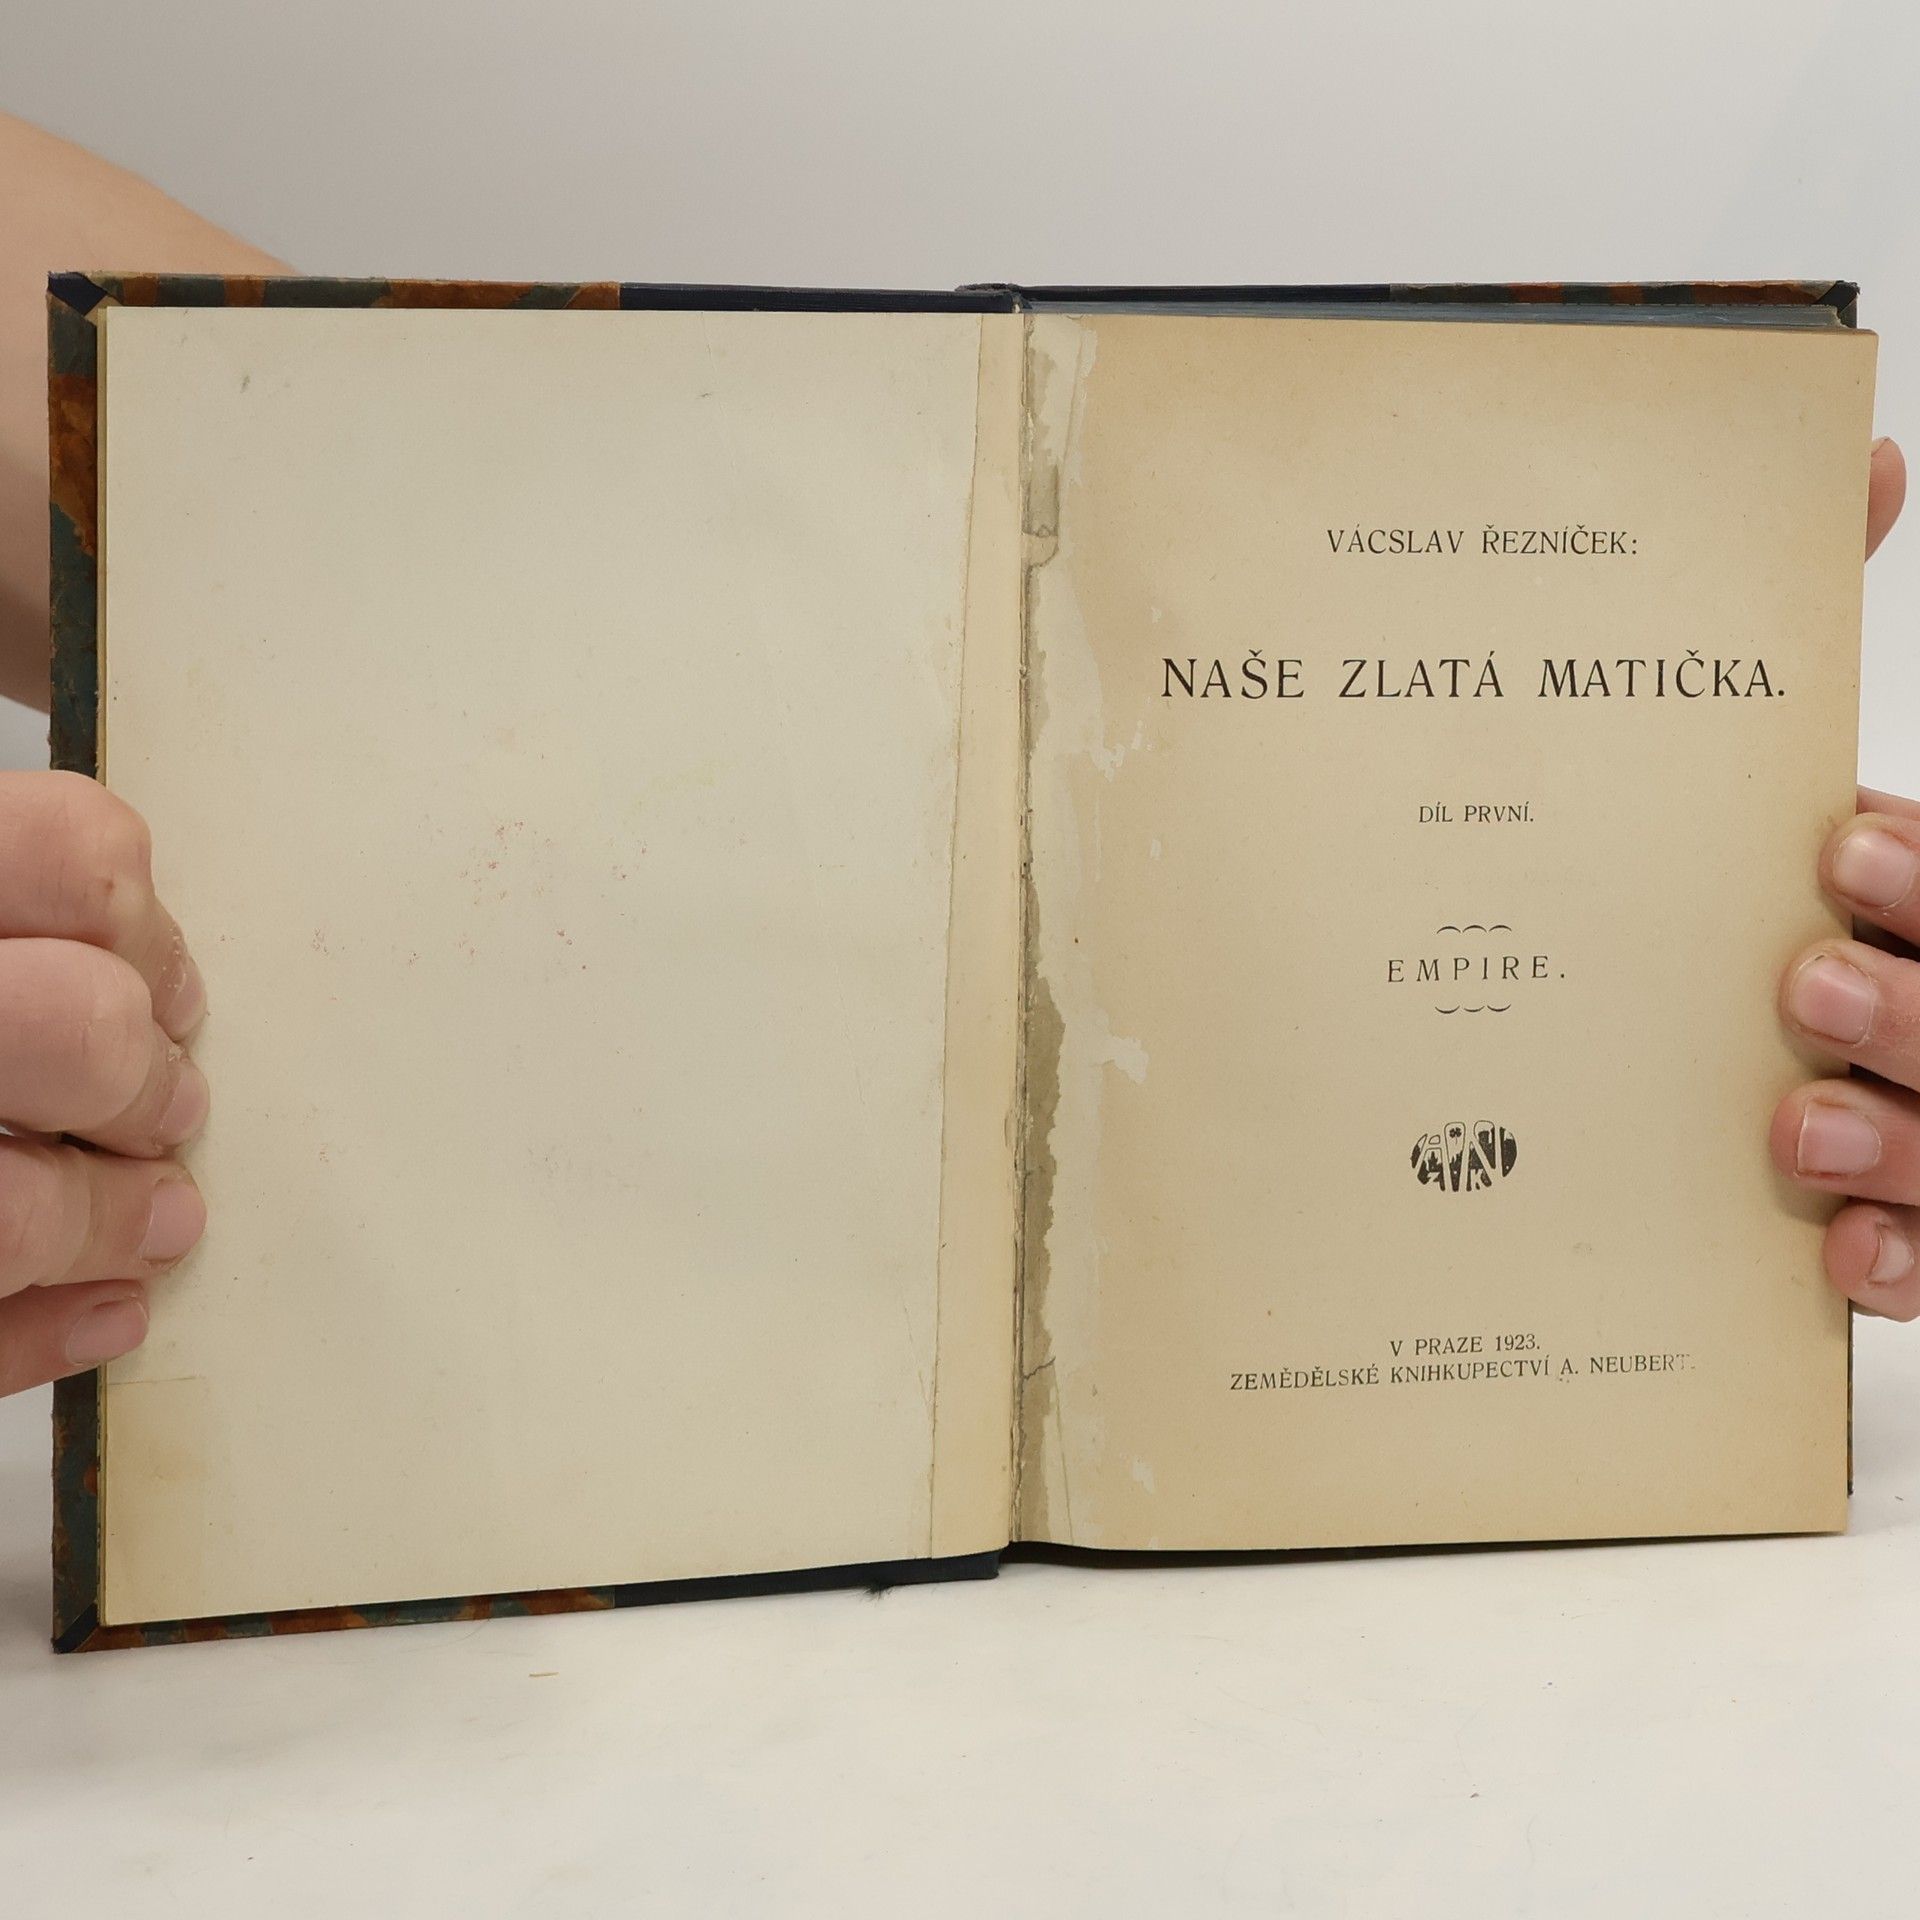 VÁCSLAV ŘEZNÍČEK:
NAŠE ZLATÁ MATIČKA.
DÍL PRVNÍ.
EMPIRE.
V PRAZE 1923.
ZEMĚDĚLSKÉ KNIHKUPECTVÍ A. NEUBERT.